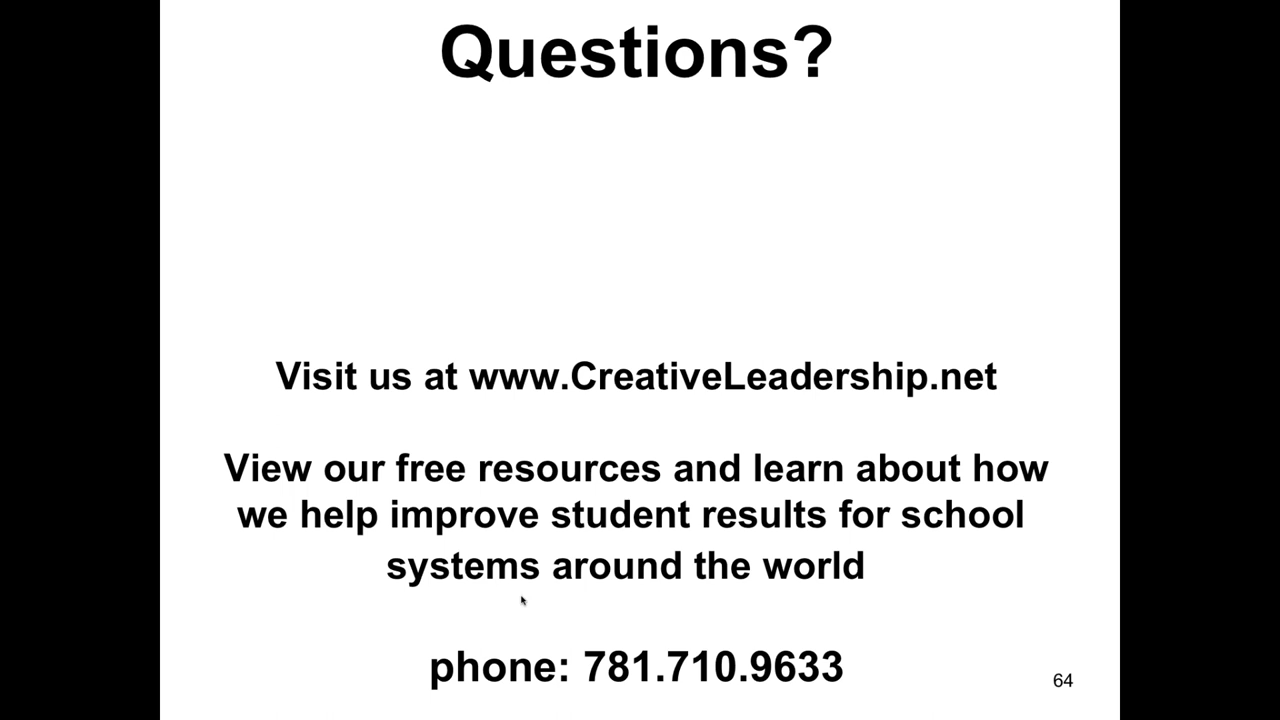 Questions?
Visit us at www.CreativeLeadership.net
View our free resources and learn about how
we help improve student results for school
systems around the world
phone: 781.710.9633
64